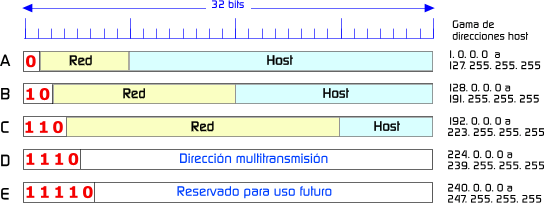 32 bits
Gama de
direcciones host
A 0 Red Host 1. 0. 0. 0 a
127. 255. 255. 255
B 1 0 Red Host 128. 0. 0. 0 a
191. 255. 255. 255
C 1 1 0 Red Host 192. 0. 0. 0 a
223. 255. 255. 255
D 1 1 1 0 Dirección multitransmisión 224. 0. 0. 0 a
239. 255. 255. 255
E 1 1 1 1 0 Reservado para uso futuro 240. 0. 0. 0 a
247. 255. 255. 255